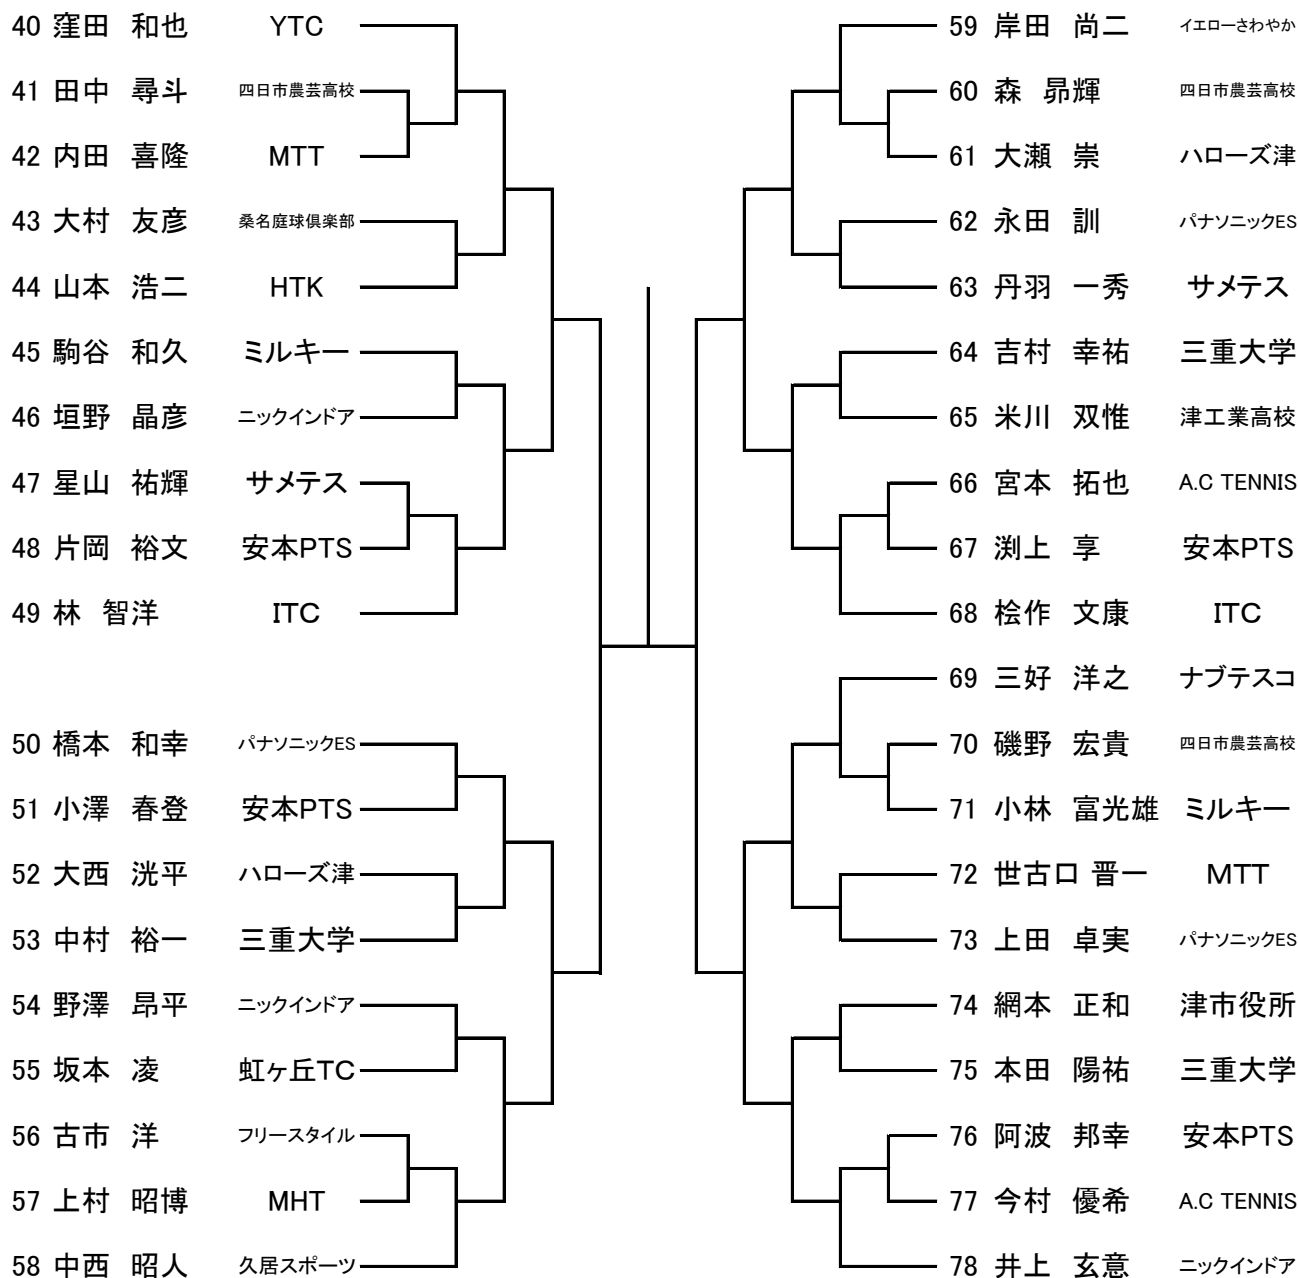 40 窪田 和也 YTC
41 田中 尋斗 四日市農芸高校
42 内田 喜隆 MTT
43 大村 友彦 桑名庭球倶楽部
44 山本 浩二 HTK
45 駒谷 和久 ミルキー
46 垣野 晶彦 ニックインドア
47 星山 祐輝 サメテス
48 片岡 裕文 安本PTS
49 林 智洋 ITC
50 橋本 和幸 パナソニックES
51 小澤 春登 安本PTS
52 大西 洸平 ハローズ津
53 中村 裕一 三重大学
54 野澤 昂平 ニックインドア
55 坂本 凌 虹ヶ丘TC
56 古市 洋 フリースタイル
57 上村 昭博 MHT
58 中西 昭人 久居スポーツ
59 岸田 尚二 イエローさわやか
60 森 昴輝 四日市農芸高校
61 大瀬 崇 ハローズ津
62 永田 訓 パナソニックES
63 丹羽 一秀 サメテス
64 吉村 幸祐 三重大学
65 米川 双惟 津工業高校
66 宮本 拓也 A.C TENNIS
67 渕上 享 安本PTS
68 桧作 文康 ITC
69 三好 洋之 ナブテスコ
70 磯野 宏貴 四日市農芸高校
71 小林 富光雄 ミルキー
72 世古口 晋一 MTT
73 上田 卓実 パナソニックES
74 網本 正和 津市役所
75 本田 陽祐 三重大学
76 阿波 邦幸 安本PTS
77 今村 優希 A.C TENNIS
78 井上 玄意 ニックインドア